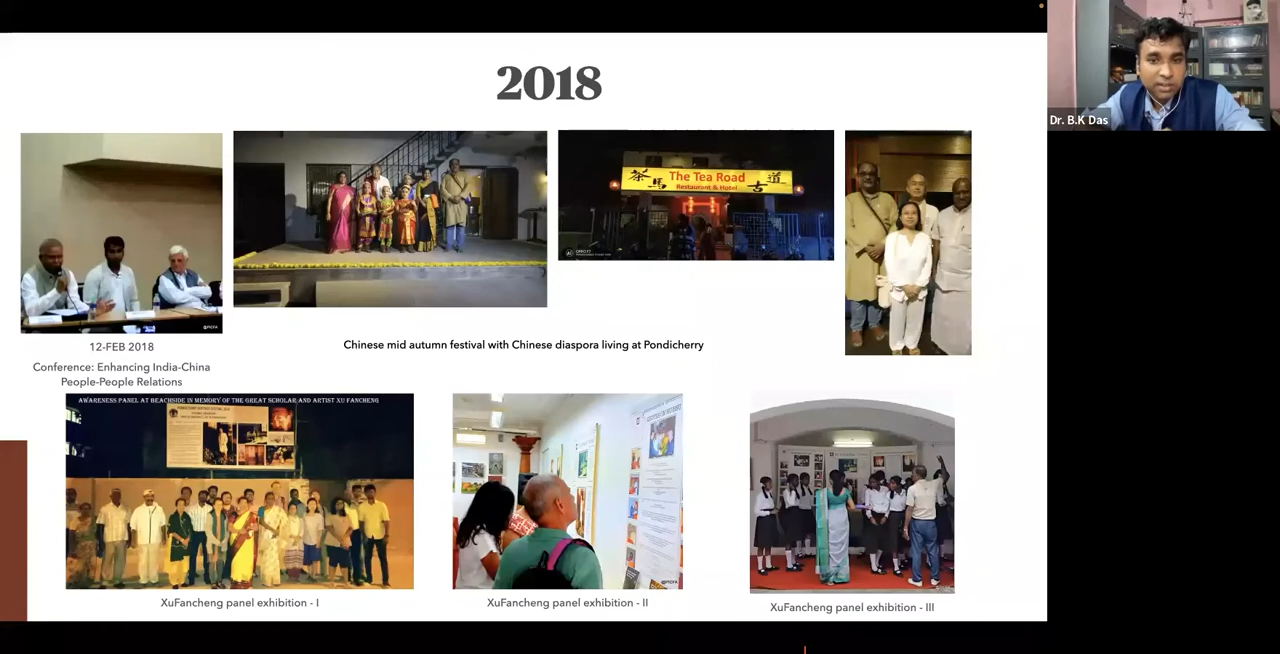 2018
Dr. B.K Das
茶馬
The Tea Road
Restaurant & Hotel
古道
12-FEB 2018
Conference: Enhancing India-China
People-People Relations
Chinese mid autumn festival with Chinese diaspora living at Pondicherry
AWARENESS PANEL AT BEACHSIDE IN MEMORY OF THE GREAT SCHOLAR AND ARTIST XU FANCHENG
XuFancheng panel exhibition - I
XuFancheng panel exhibition - II
XuFancheng panel exhibition - III